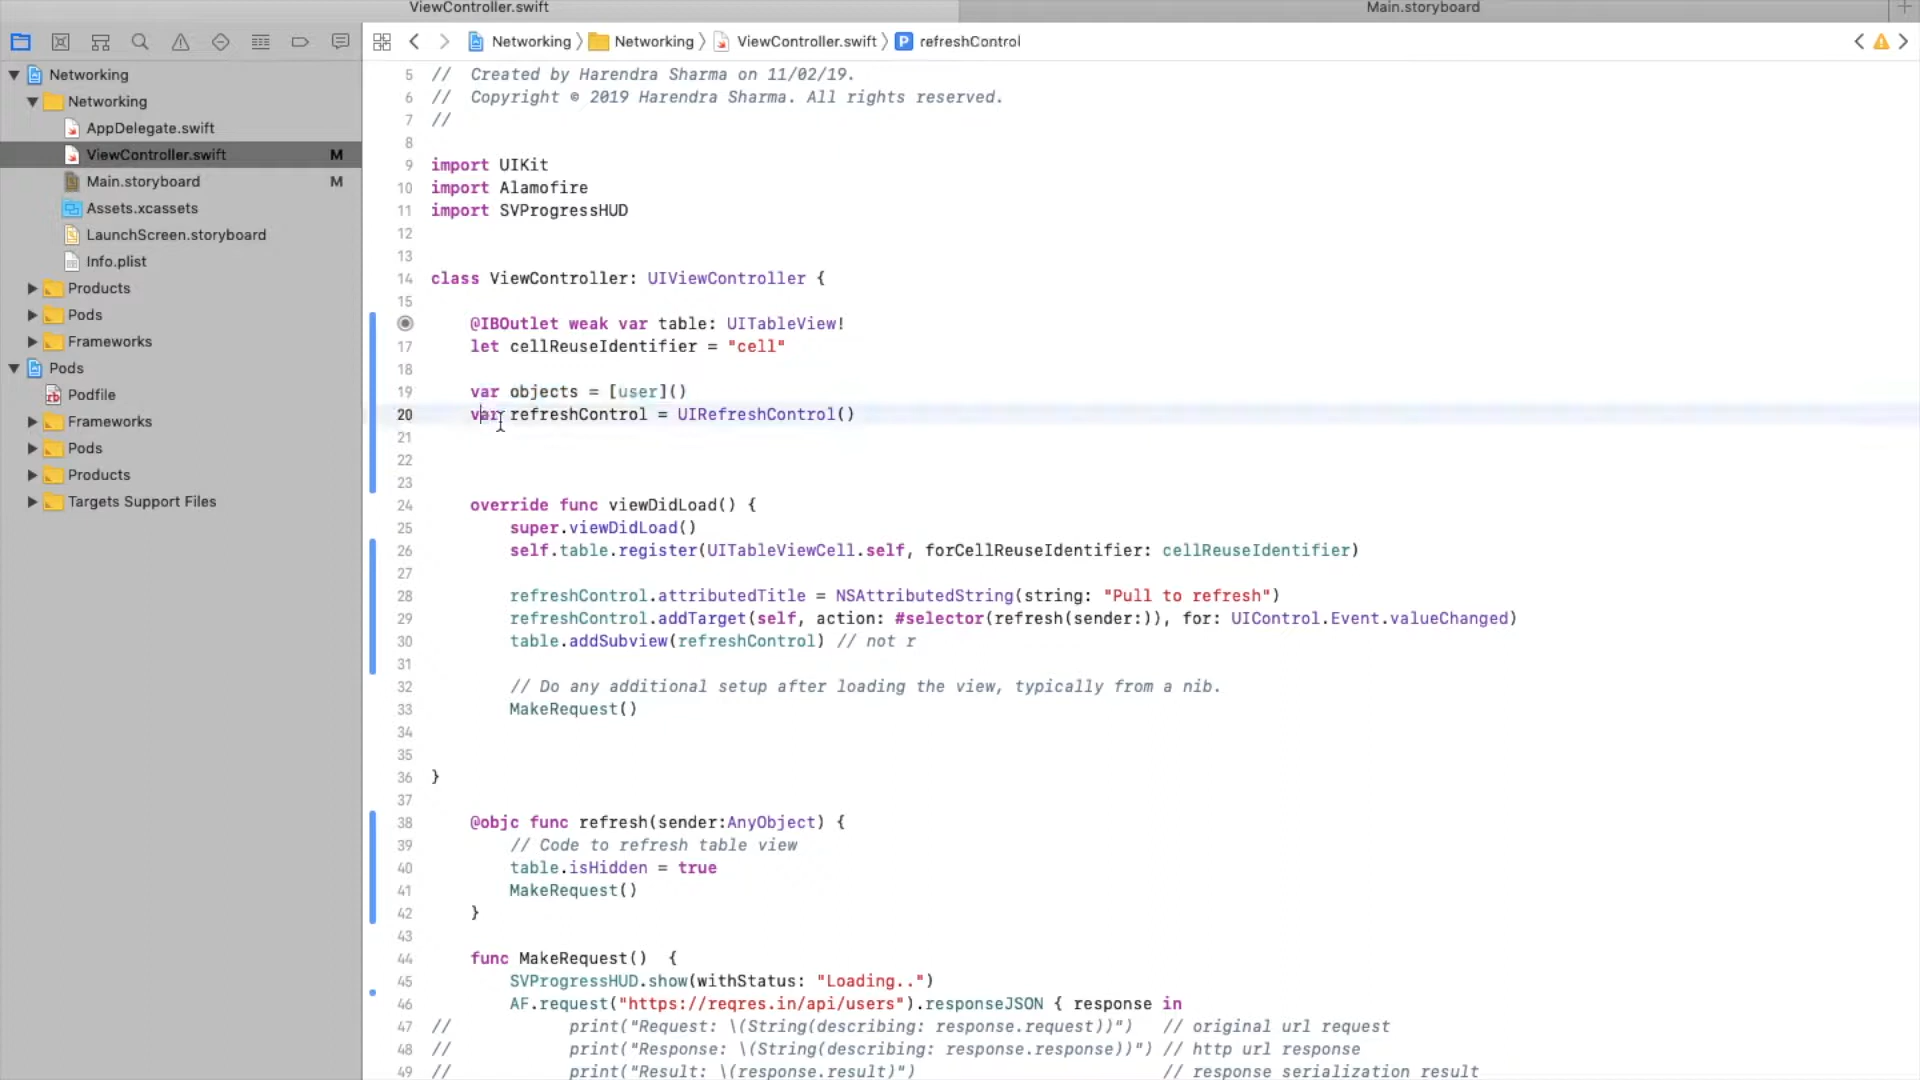 ViewController.swift
Main.storyboard
Networking
Networking
ViewController.swift
refreshControl
Networking
Networking
AppDelegate.swift
ViewController.swift M
Main.storyboard M
Assets.xcassets
LaunchScreen.storyboard
Info.plist
Products
Pods
Frameworks
Pods
Podfile
Frameworks
Pods
Products
Targets Support Files
5 //  Created by Harendra Sharma on 11/02/19.
6 //  Copyright © 2019 Harendra Sharma. All rights reserved.
7 //
8
9 import UIKit
10 import Alamofire
11 import SVProgressHUD
12
13
14 class ViewController: UIViewController {
15
@IBOutlet weak var table: UITableView!
17 let cellReuseIdentifier = "cell"
18
19 var objects = [user]()
20 var refreshControl = UIRefreshControl()
21
22
23
24 override func viewDidLoad() {
25 super.viewDidLoad()
26 self.table.register(UITableViewCell.self, forCellReuseIdentifier: cellReuseIdentifier)
27
28 refreshControl.attributedTitle = NSAttributedString(string: "Pull to refresh")
29 refreshControl.addTarget(self, action: #selector(refresh(sender:)), for: UIControl.Event.valueChanged)
30 table.addSubview(refreshControl) // not r
31
32 // Do any additional setup after loading the view, typically from a nib.
33 MakeRequest()
34
35
36 }
37
38 @objc func refresh(sender:AnyObject) {
39 // Code to refresh table view
40 table.isHidden = true
41 MakeRequest()
42 }
43
44 func MakeRequest()  {
45 SVProgressHUD.show(withStatus: "Loading..")
46 AF.request("https://reqres.in/api/users").responseJSON { response in
47 // print("Request: \(String(describing: response.request))")   // original url request
48 // print("Response: \(String(describing: response.response))") // http url response
49 // print("Result: \(response.result)") // response serialization result